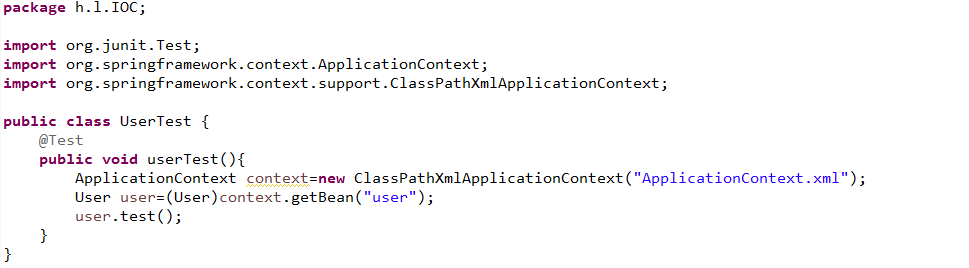 package h.l.IOC;
import org.junit.Test;
import org.springframework.context.ApplicationContext;
import org.springframework.context.support.ClassPathXmlApplicationContext;
public class UserTest {
@Test
public void userTest(){
ApplicationContext context=new ClassPathXmlApplicationContext("ApplicationContext.xml");
User user=(User)context.getBean("user");
user.test();
}
}